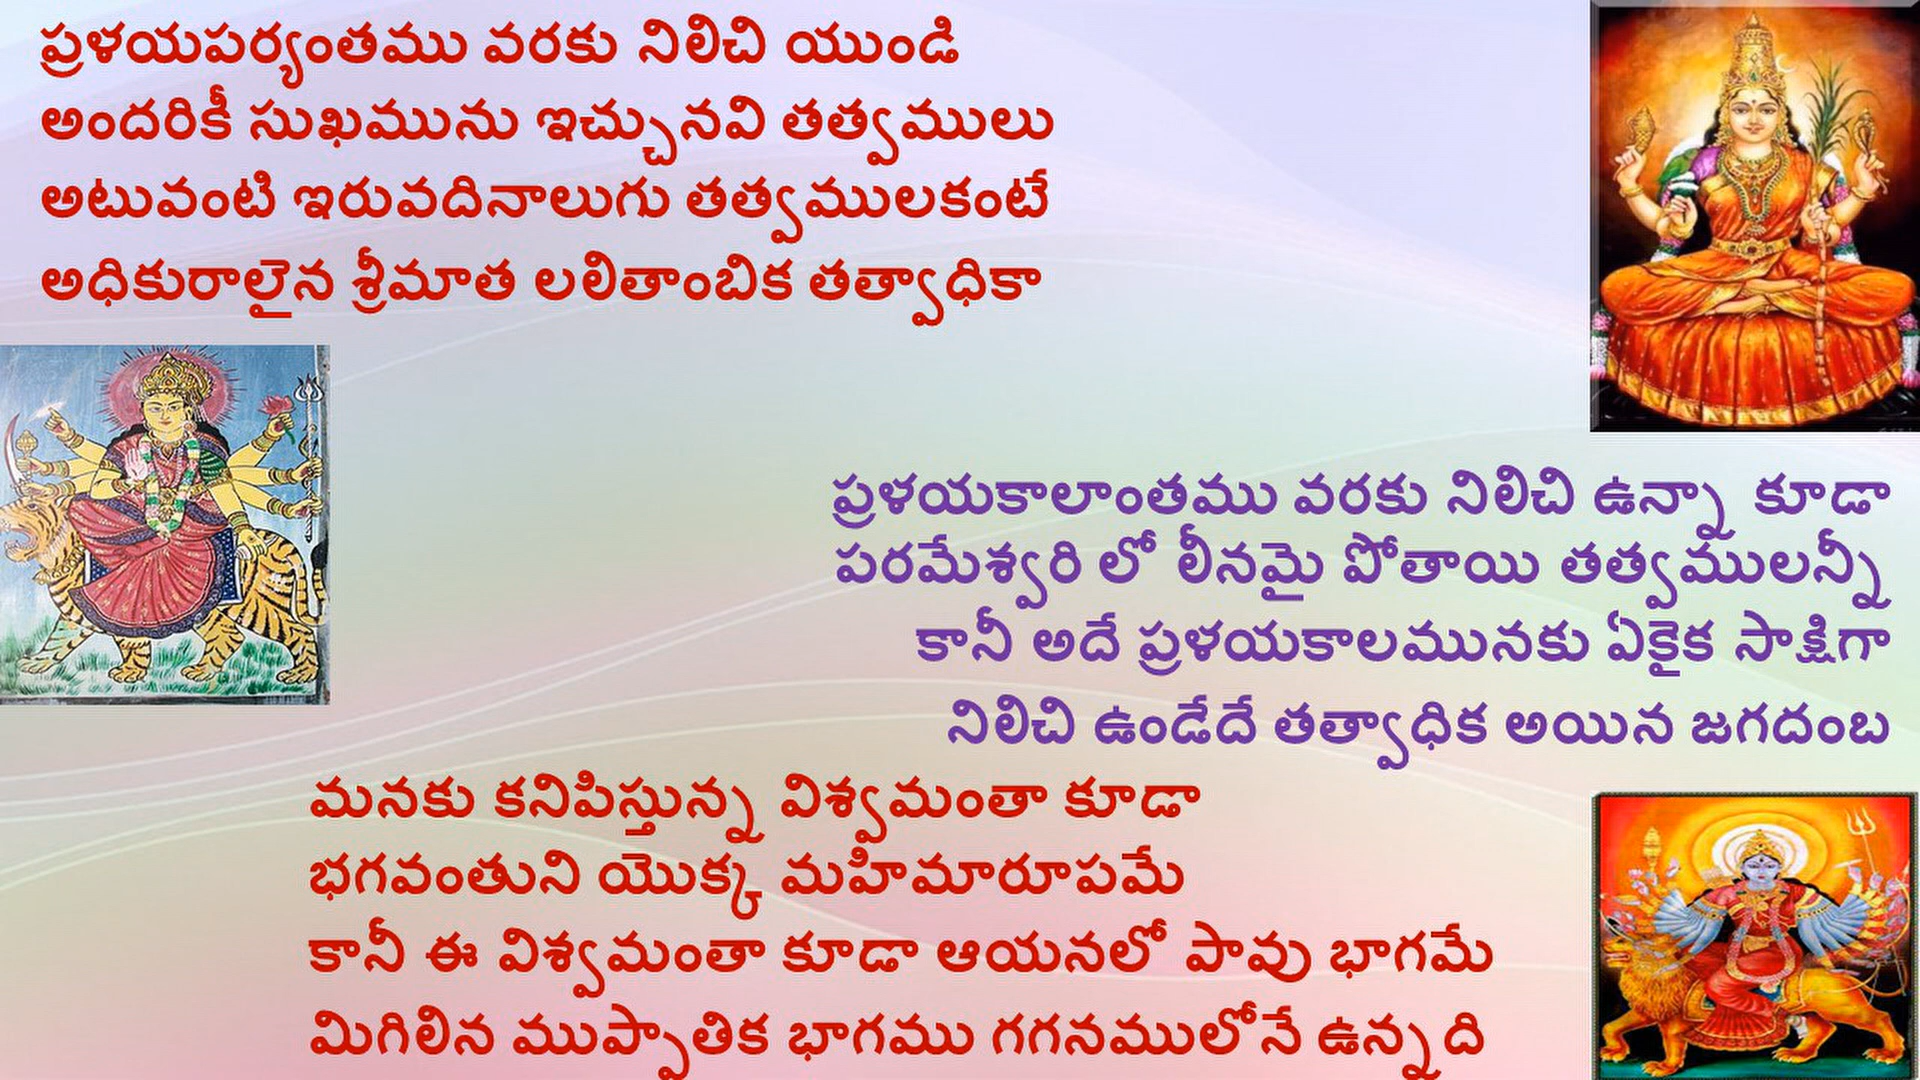 ప్రళయపర్యంతము వరకు నిలిచి యుండి
అందరికీ సుఖమును ఇచ్చునవి తత్వములు
అటువంటి ఇరువదినాలుగు తత్వములకంటే
అధికురాలైన శ్రీమాత లలితాంబిక తత్వాధికా
ప్రళయకాలాంతము వరకు నిలిచి ఉన్నా కూడా
పరమేశ్వరి లో లీనమై పోతాయి తత్వములన్నీ
కానీ అదే ప్రళయకాలమునకు ఏకైక సాక్షిగా
నిలిచి ఉండేదే తత్వాధిక అయిన జగదంబ
మనకు కనిపిస్తున్న విశ్వమంతా కూడా
భగవంతుని యొక్క మహిమారూపమే
కానీ ఈ విశ్వమంతా కూడా ఆయనలో పావు భాగమే
మిగిలిన ముప్పాతిక భాగము గగనములోనే ఉన్నది